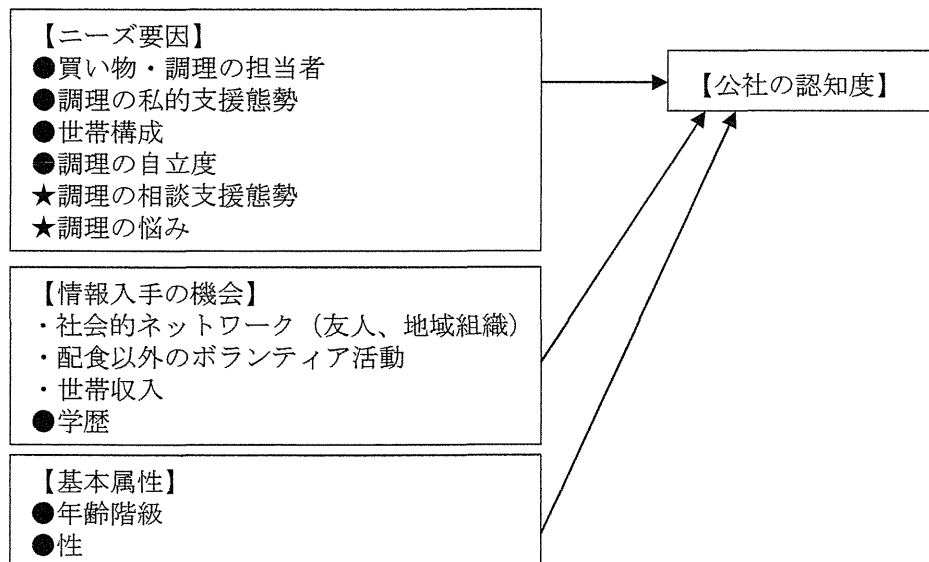 【ニーズ要因】
●買い物・調理の担当者
●調理の私的支援態勢
●世帯構成
●調理の自立度
★調理の相談支援態勢
★調理の悩み
【公社の認知度】
【情報入手の機会】
・社会的ネットワーク（友人、地域組織）
・配食以外のボランティア活動
・世帯収入
●学歴
【基本属性】
●年齢階級
●性